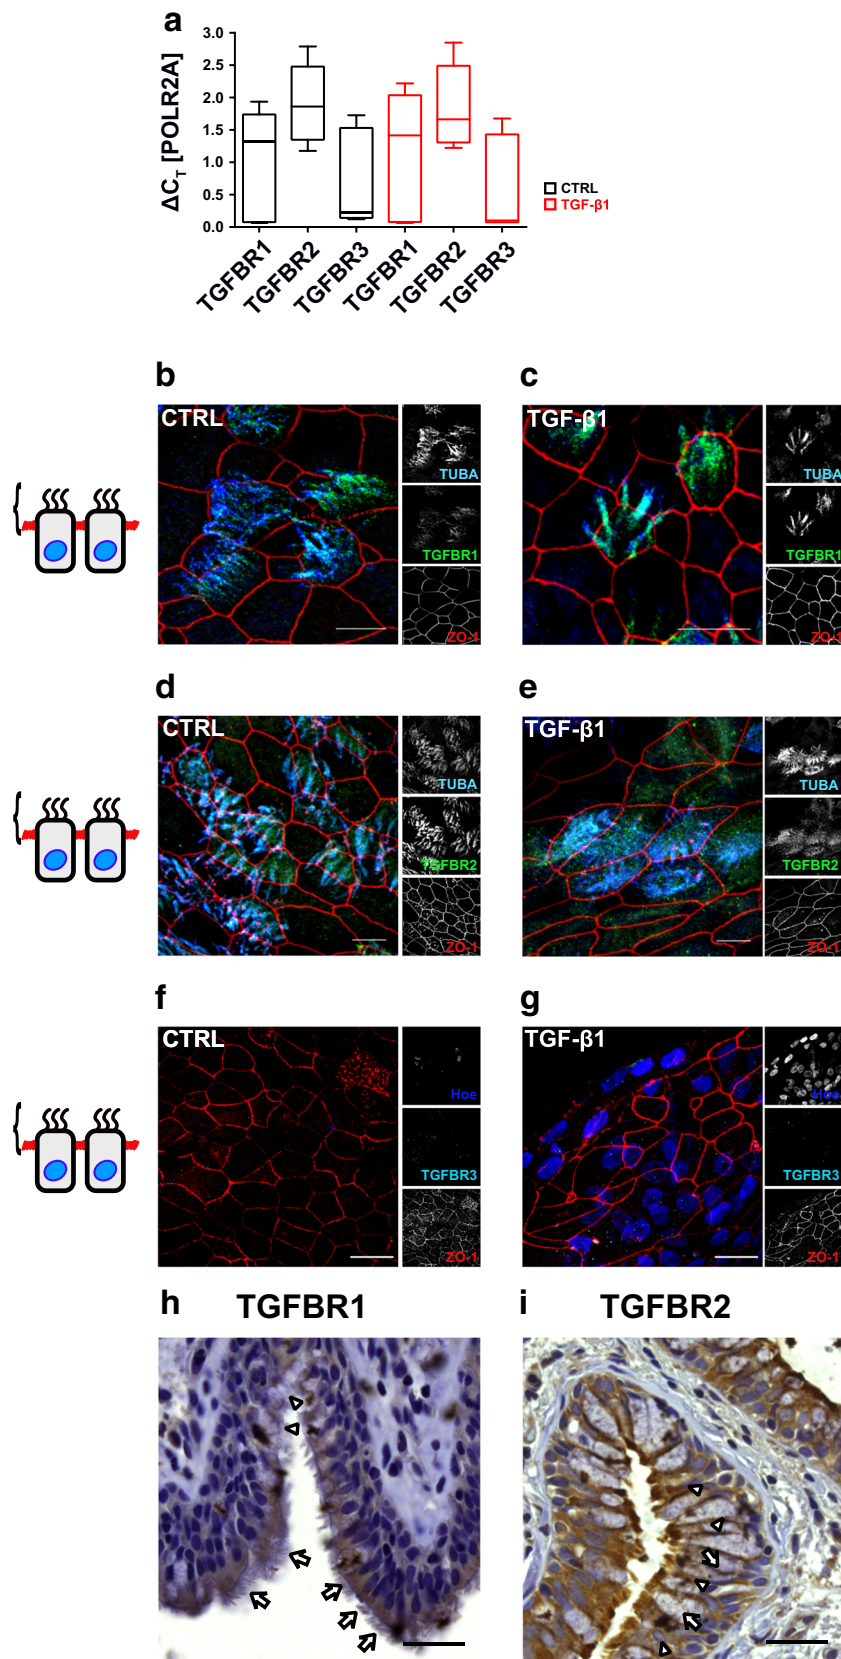 a
3.0
2.5
2.0
1.5
1.0
0.5
0.0
ΔCT [POLR2A]
CTRL
TGF-β1
TGFBR1
TGFBR2
TGFBR3
TGFBR1
TGFBR2
TGFBR3
b
CTRL
TUBA
TGFBR1
ZO-1
c
TGF-β1
TUBA
TGFBR1
ZO-1
d
CTRL
TUBA
TGFBR2
ZO-1
e
TGF-β1
TUBA
TGFBR2
ZO-1
f
CTRL
Hoe
TGFBR3
ZO-1
g
TGF-β1
Hoe
TGFBR3
ZO-1
h TGFBR1
i TGFBR2